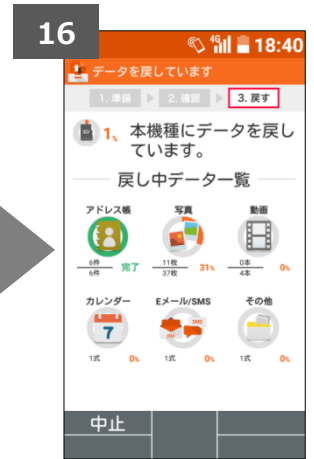 16
4G 18:40
データを戻しています
1. 準備 2. 確認 3. 戻す
SD 1% 本機種にデータを戻し
ています。
戻し中データ一覧
アドレス帳 写真 動画
6件 11枚 0本
6件 完了 37枚 31% 4本 0%
カレンダー Eメール/SMS その他
7 SMS
1式 0% 1式 0% 1式 0%
中止